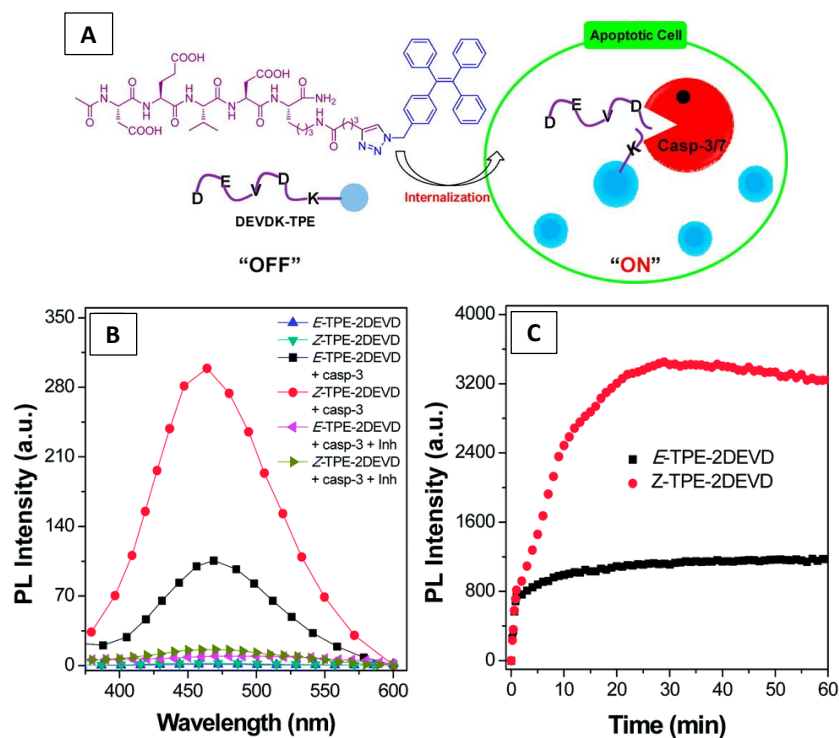 A
Apoptotic Cell
COOH
COOH
O
O
O
O
N
H
H
N
O
N
H
H
N
O
NH2
COOH
( )3
HN
O
( )3
N
N=N
D E V D K
DEVDK-TPE
Internalization
D E V D
K
Casp-3/7
“OFF”
“ON”
B
PL Intensity (a.u.)
350
280
210
140
70
0
400 450 500 550 600
Wavelength (nm)
E-TPE-2DEVD
Z-TPE-2DEVD
E-TPE-2DEVD
+ casp-3
Z-TPE-2DEVD
+ casp-3
E-TPE-2DEVD
+ casp-3 + Inh
Z-TPE-2DEVD
+ casp-3 + Inh
C
PL Intensity (a.u.)
4000
3200
2400
1600
800
0
0 10 20 30 40 50 60
Time (min)
E-TPE-2DEVD
Z-TPE-2DEVD